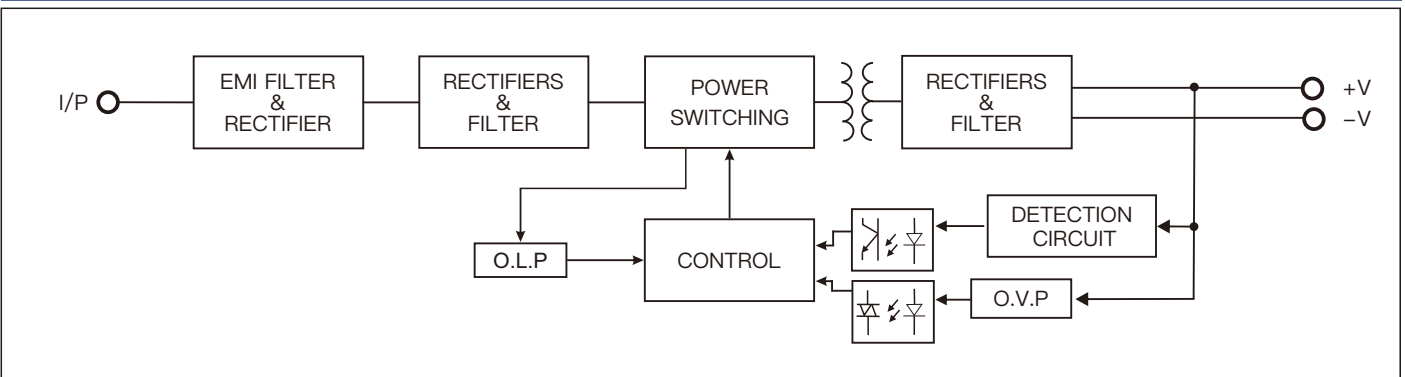 I/P
EMI FILTER
&
RECTIFIER
RECTIFIERS
&
FILTER
POWER
SWITCHING
RECTIFIERS
&
FILTER
+V
−V
O.L.P
CONTROL
DETECTION
CIRCUIT
O.V.P